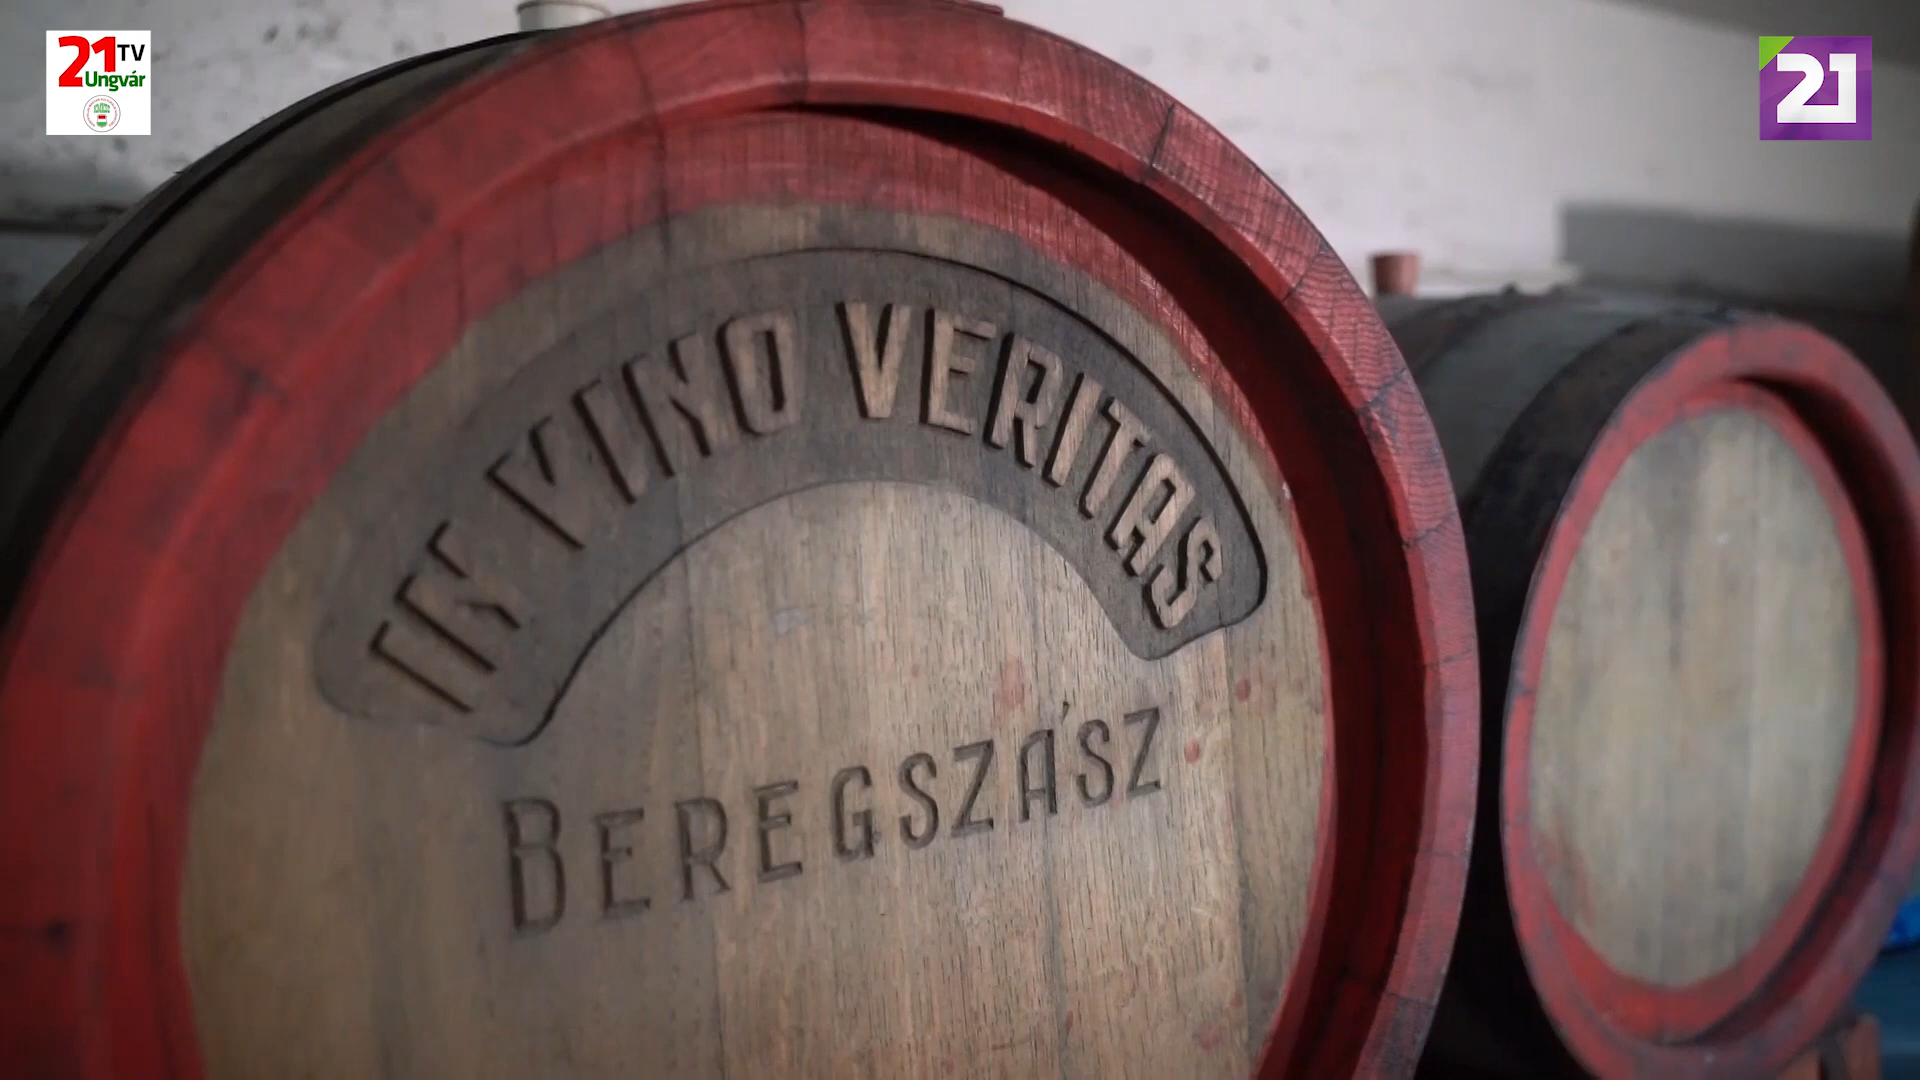 21 TV
Ungvár
21
IN VINO VERITAS
BEREGSZÁSZ